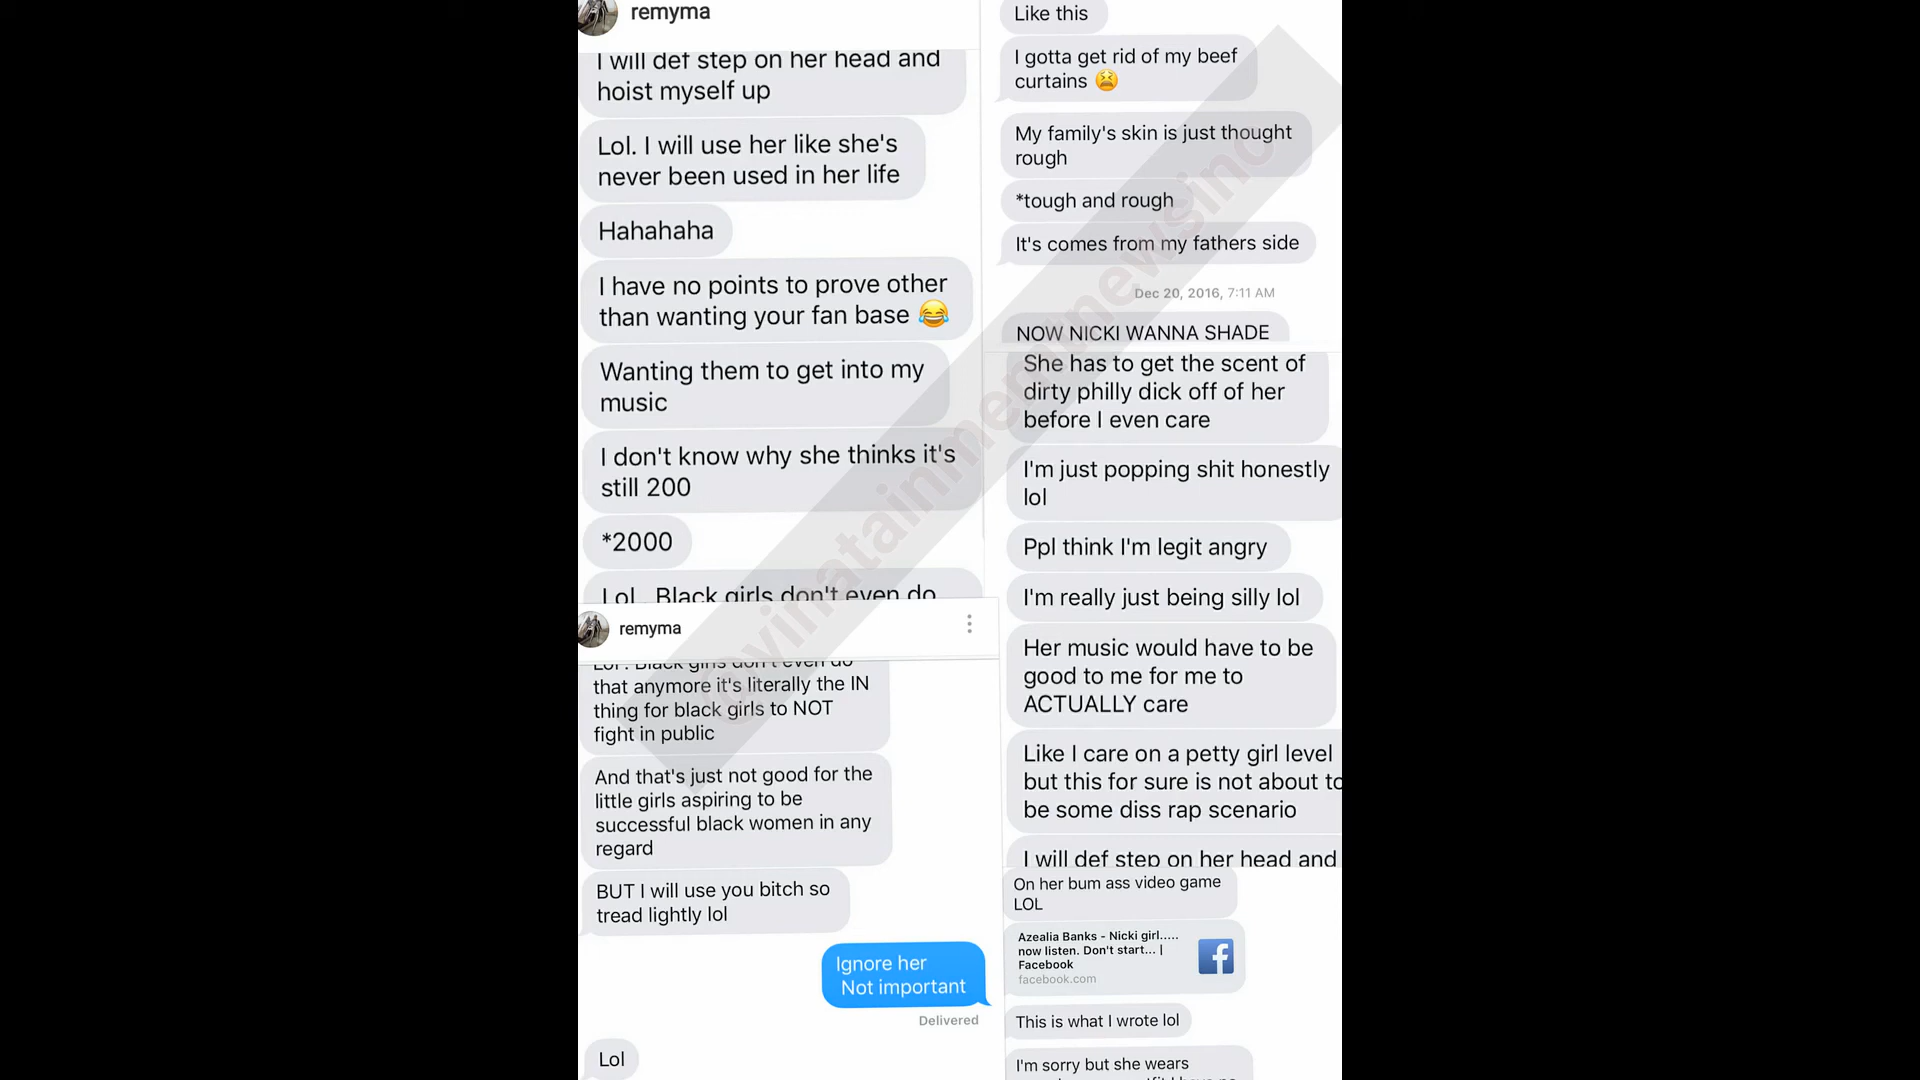 remyma
I will def step on her head and
hoist myself up
Lol. I will use her like she's
never been used in her life
Hahahaha
I have no points to prove other
than wanting your fan base 😂
Wanting them to get into my
music
I don't know why she thinks it's
still 200
*2000
Lol . Black girls don't even do
remyma
Lol . Black girls don't even do
that anymore it's literally the IN
thing for black girls to NOT
fight in public
And that's just not good for the
little girls aspiring to be
successful black women in any
regard
BUT I will use you bitch so
tread lightly lol
Ignore her
Not important
Delivered
Lol
Like this
I gotta get rid of my beef
curtains 😫
My family's skin is just thought
rough
*tough and rough
It's comes from my fathers side
Dec 20, 2016, 7:11 AM
NOW NICKI WANNA SHADE
She has to get the scent of
dirty philly dick off of her
before I even care
I'm just popping shit honestly
lol
Ppl think I'm legit angry
I'm really just being silly lol
Her music would have to be
good to me for me to
ACTUALLY care
Like I care on a petty girl level
but this for sure is not about to
be some diss rap scenario
I will def step on her head and
On her bum ass video game
LOL
Azealia Banks - Nicki girl.....
now listen. Don't start... |
Facebook
facebook.com
This is what I wrote lol
I'm sorry but she wears